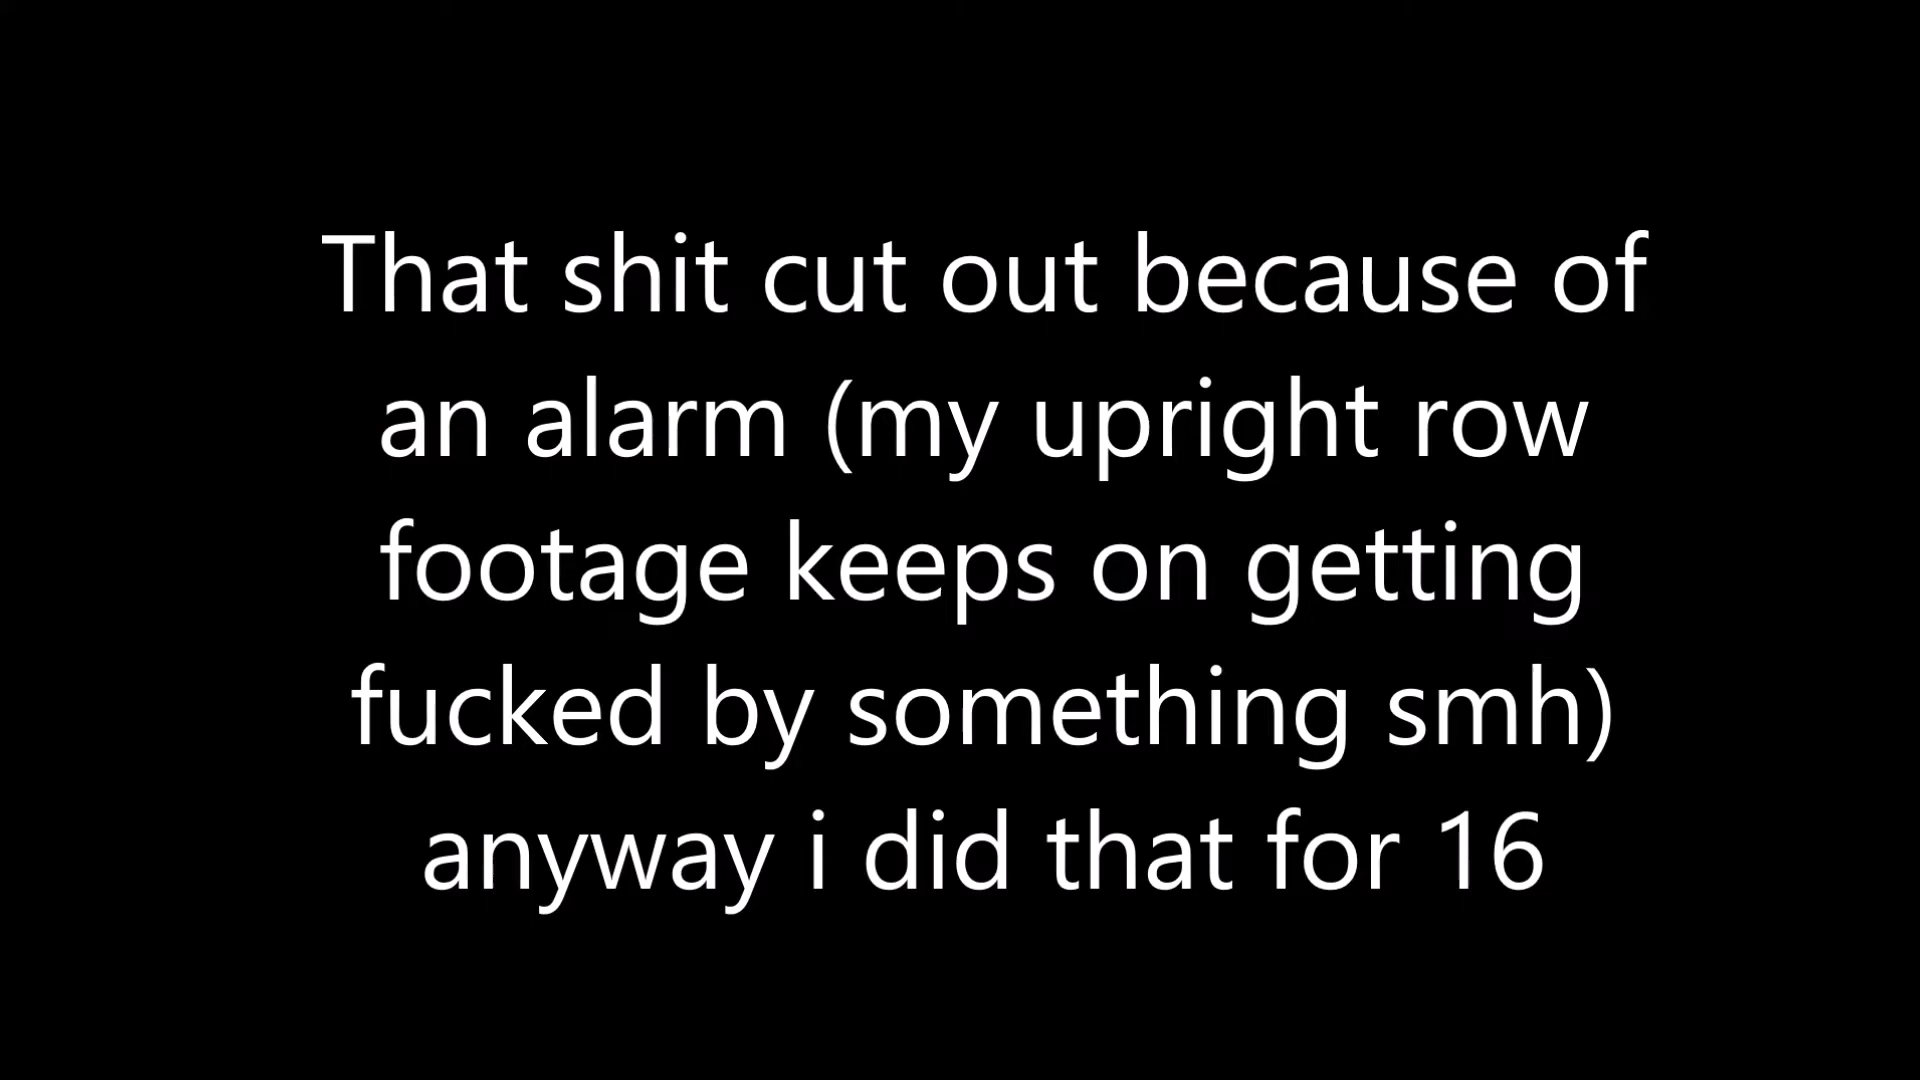 That shit cut out because of
an alarm (my upright row
footage keeps on getting
fucked by something smh)
anyway i did that for 16